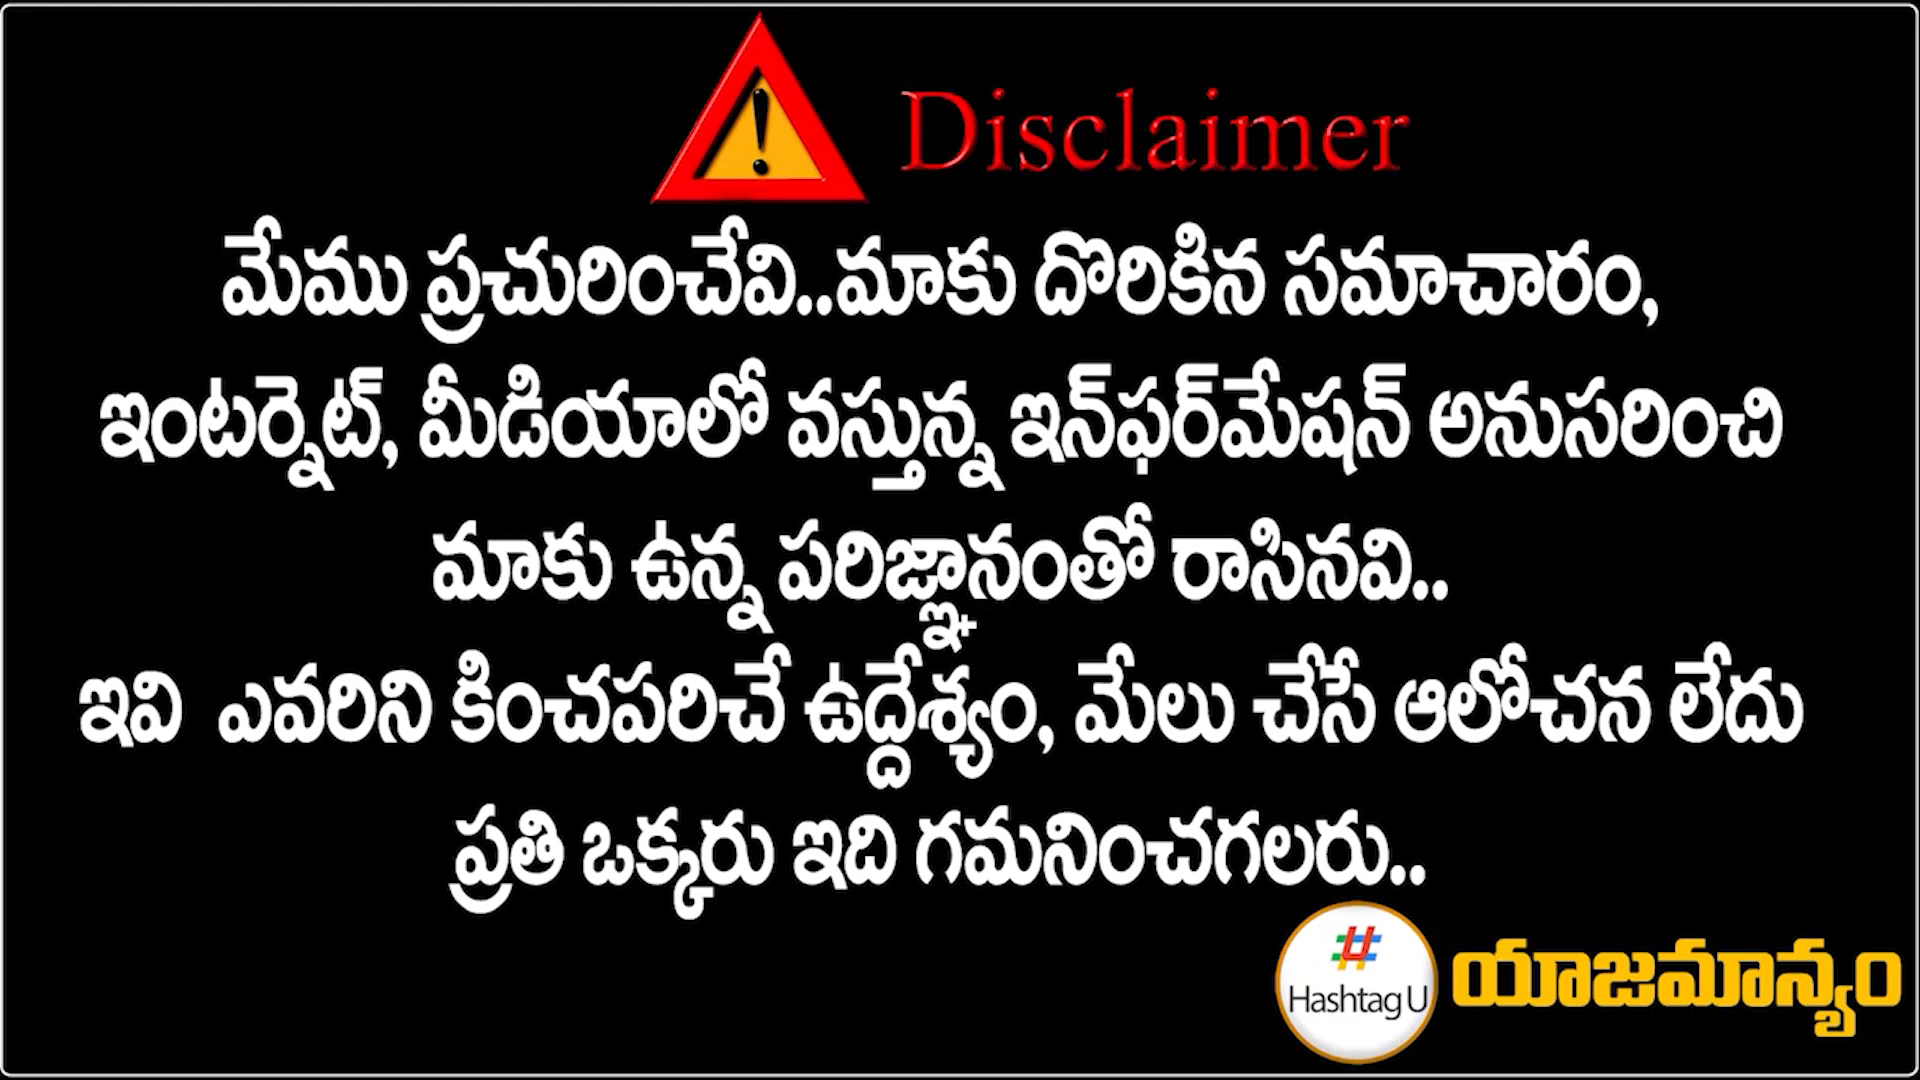 Disclaimer
మేము ప్రచురించేవి..మాకు దొరికిన సమాచారం,
ఇంటర్నెట్, మీడియాలో వస్తున్న ఇన్‌ఫర్‌మేషన్ అనుసరించి
మాకు ఉన్న పరిజ్ఞానంతో రాసినవి..
ఇవి ఎవరిని కించపరిచే ఉద్దేశ్యం, మేలు చేసే ఆలోచన లేదు
ప్రతి ఒక్కరు ఇది గమనించగలరు..
Hashtag U
యాజమాన్యం